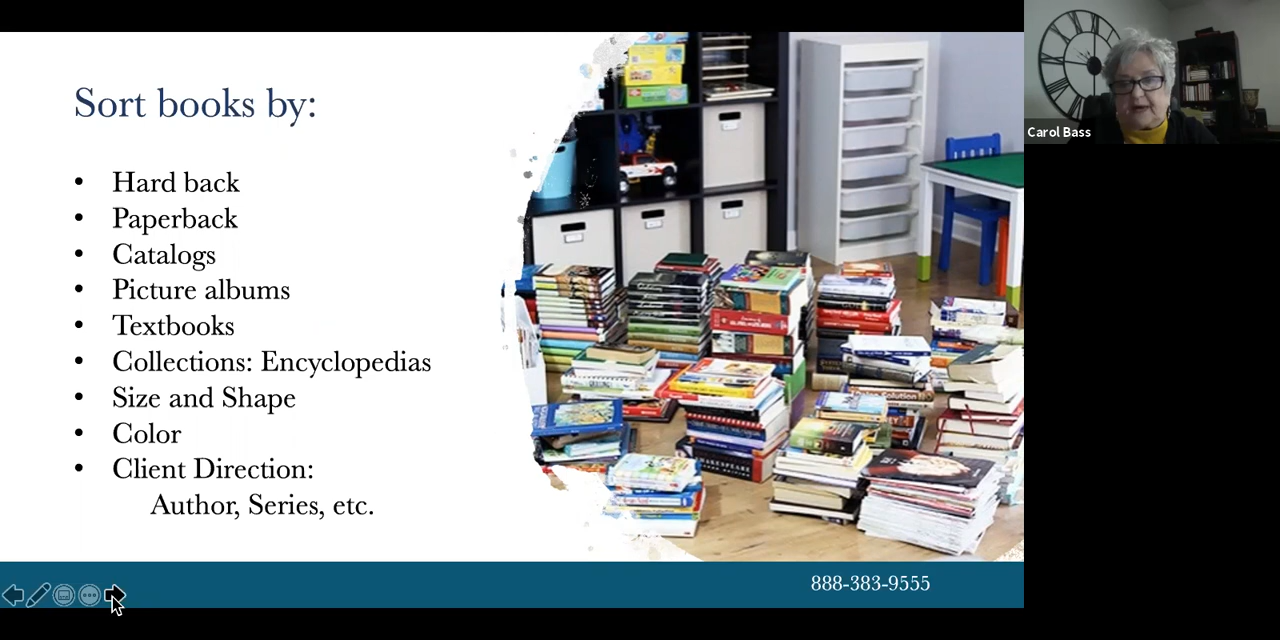 Sort books by:
• Hard back
• Paperback
• Catalogs
• Picture albums
• Textbooks
• Collections: Encyclopedias
• Size and Shape
• Color
• Client Direction:
Author, Series, etc.
SHAKESPEARE
888-383-9555
Carol Bass